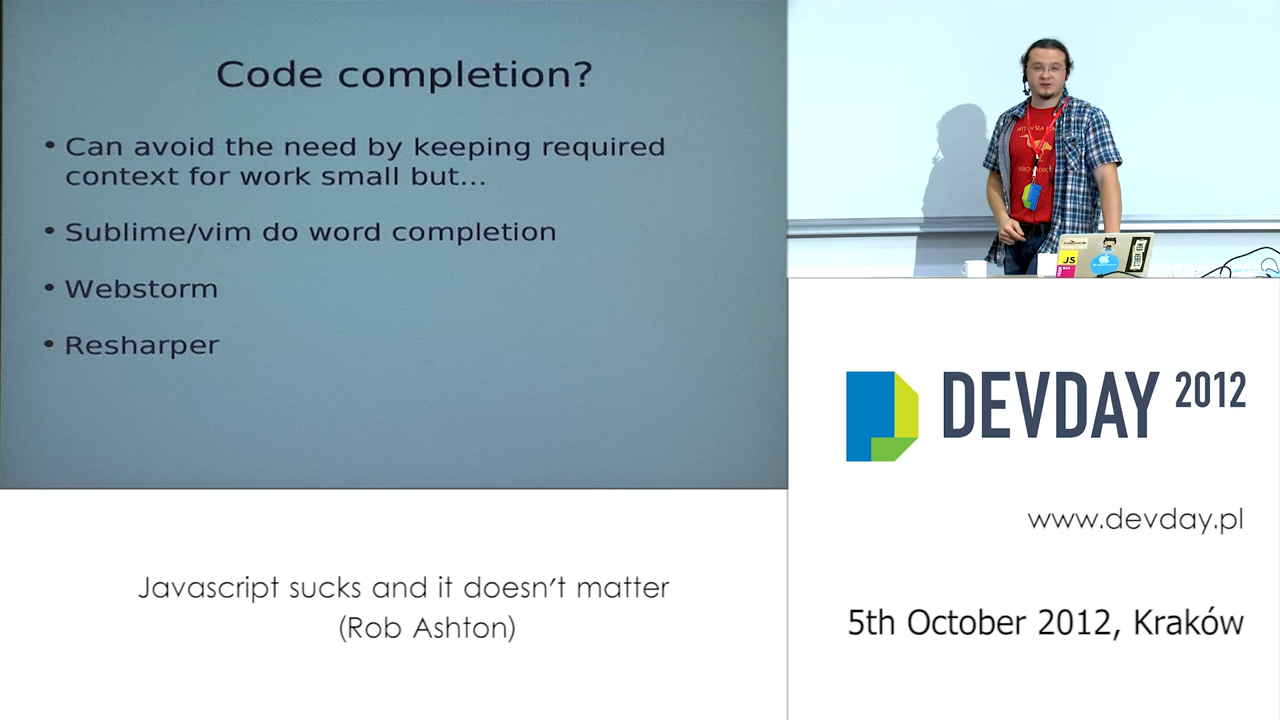 Code completion?
• Can avoid the need by keeping required
context for work small but...
• Sublime/vim do word completion
• Webstorm
• Resharper
JS
DEVDAY 2012
www.devday.pl
Javascript sucks and it doesn't matter
(Rob Ashton)
5th October 2012, Kraków